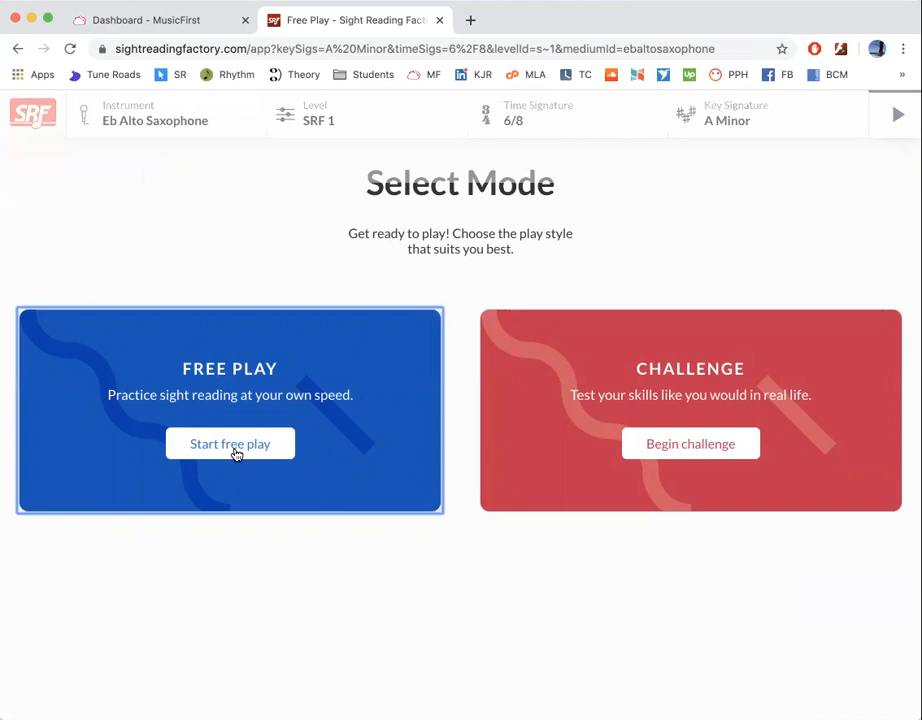 Dashboard - MusicFirst
Free Play - Sight Reading Fact
sightreadingfactory.com/app?keySigs=A%20Minor&timeSigs=6%2F8&levelId=s~1&mediumId=ebaltosaxophone
Apps Tune Roads SR Rhythm Theory Students MF KJR MLA TC PPH FB BCM »
SRF
Instrument
Eb Alto Saxophone
Level
SRF 1
Time Signature
6/8
Key Signature
A Minor
Select Mode
Get ready to play! Choose the play style
that suits you best.
FREE PLAY
Practice sight reading at your own speed.
Start free play
CHALLENGE
Test your skills like you would in real life.
Begin challenge